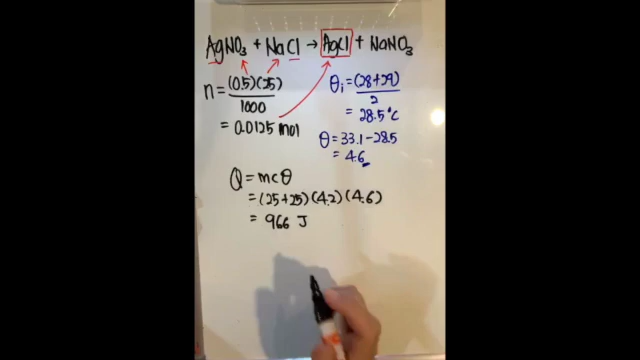 AgNO₃ + NaCl → AgCl + NaNO₃
n = (0.5)(25)
1000
= 0.0125 mol
θi = (28+29)
2
= 28.5°C
θ = 33.1 - 28.5
= 4.6
Q = mcθ
= (25+25)(4.2)(4.6)
= 966 J